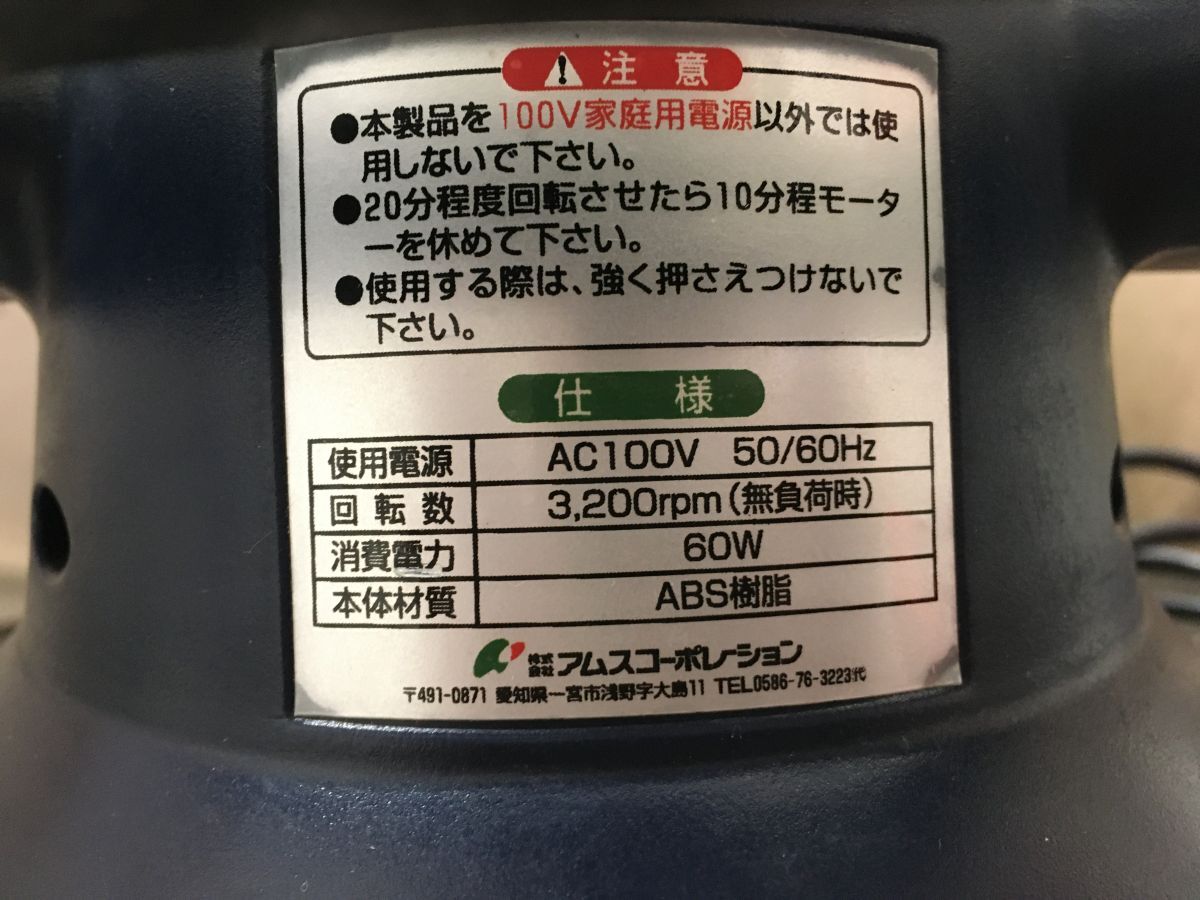 注意
●本製品を100V家庭用電源以外では使
用しないで下さい。
●20分程度回転させたら10分程モータ
ーを休めて下さい。
●使用する際は、強く押さえつけないで
下さい。
仕様
使用電源 AC100V 50/60Hz
回転数 3,200rpm(無負荷時)
消費電力 60W
本体材質 ABS樹脂
株式会社 アムスコーポレーション
〒491-0871 愛知県一宮市浅野字大島11 TEL0586-76-3223代